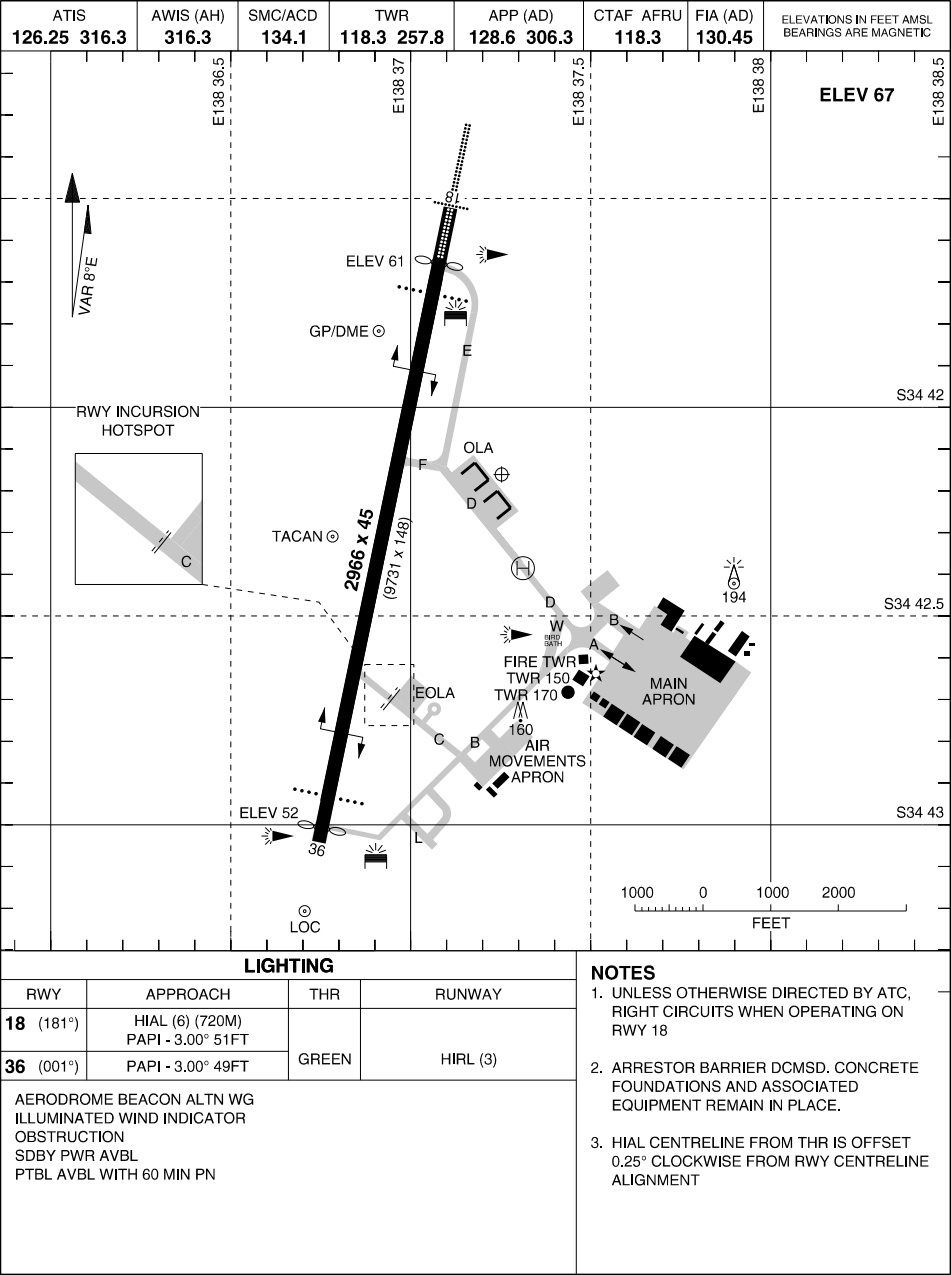 ATIS
126.25 316.3
AWIS (AH)
316.3
SMC/ACD
134.1
TWR
118.3 257.8
APP (AD)
128.6 306.3
CTAF AFRU
118.3
FIA (AD)
130.45
ELEVATIONS IN FEET AMSL
BEARINGS ARE MAGNETIC
E138 36.5
E138 37
E138 37.5
E138 38
E138 38.5
ELEV 67
VAR 8°E
18
ELEV 61
GP/DME
E
S34 42
RWY INCURSION
HOTSPOT
C
OLA
F
D
TACAN
2966 x 45
(9731 x 148)
H
194
D
S34 42.5
W
BIRD
BATH
B
A
FIRE TWR
TWR 150
TWR 170
MAIN
APRON
EOLA
160
C
B
AIR
MOVEMENTS
APRON
ELEV 52
S34 43
L
36
LOC
1000 0 1000 2000
FEET
LIGHTING
RWY APPROACH THR RUNWAY
18 (181°)
HIAL (6) (720M)
PAPI - 3.00° 51FT
GREEN
HIRL (3)
36 (001°)
PAPI - 3.00° 49FT
AERODROME BEACON ALTN WG
ILLUMINATED WIND INDICATOR
OBSTRUCTION
SDBY PWR AVBL
PTBL AVBL WITH 60 MIN PN
NOTES
1. UNLESS OTHERWISE DIRECTED BY ATC,
RIGHT CIRCUITS WHEN OPERATING ON
RWY 18
2. ARRESTOR BARRIER DCMSD. CONCRETE
FOUNDATIONS AND ASSOCIATED
EQUIPMENT REMAIN IN PLACE.
3. HIAL CENTRELINE FROM THR IS OFFSET
0.25° CLOCKWISE FROM RWY CENTRELINE
ALIGNMENT